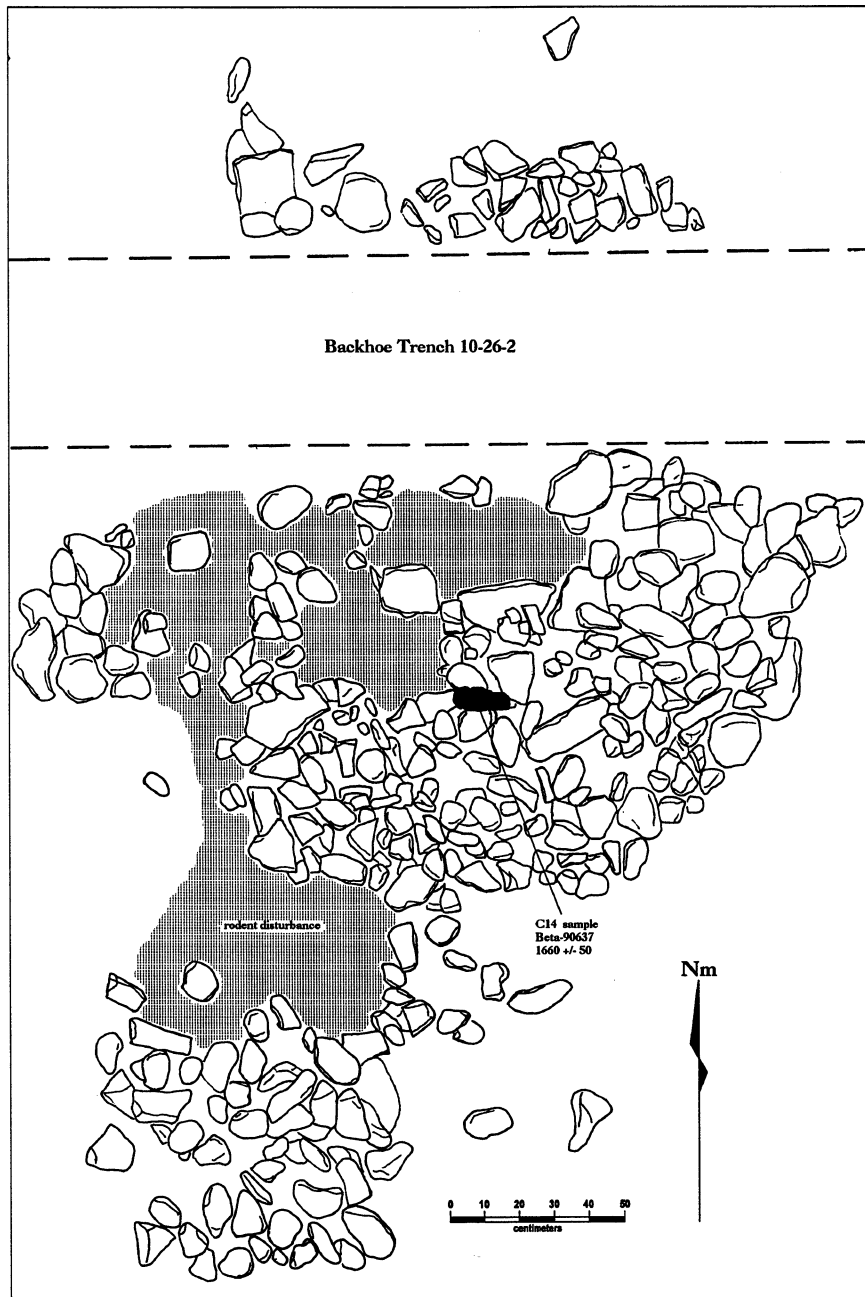 Backhoe Trench 10-26-2
rodent disturbance
C14 sample
Beta-90637
1660 +/- 50
Nm
0 10 20 30 40 50
centimeters